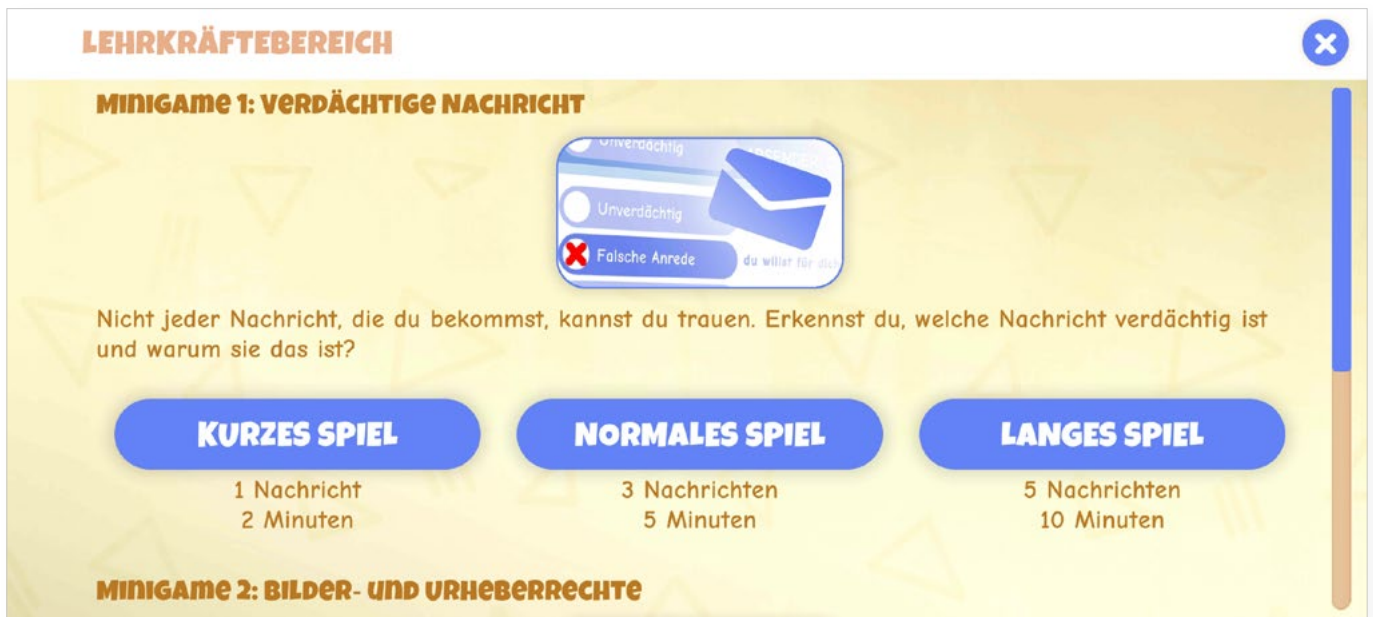 LEHRKRÄFTEBEREICH
MINIGAME 1: VERDÄCHTIGE NACHRICHT
Unverdächtig
ABSENDER
Unverdächtig
Falsche Anrede
du willst für dich
Nicht jeder Nachricht, die du bekommst, kannst du trauen. Erkennst du, welche Nachricht verdächtig ist
und warum sie das ist?
KURZES SPIEL
NORMALES SPIEL
LANGES SPIEL
1 Nachricht
2 Minuten
3 Nachrichten
5 Minuten
5 Nachrichten
10 Minuten
MINIGAME 2: BILDER- UND URHEBERRECHTE